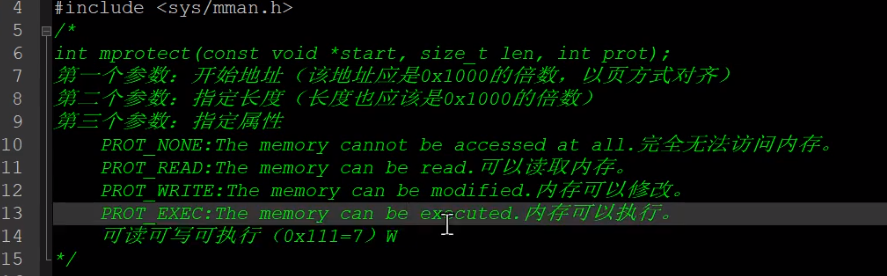 4 #include <sys/mman.h>
5 /*
6 int mprotect(const void *start, size_t len, int prot);
7 第一个参数：开始地址（该地址应是0x1000的倍数，以页方式对齐）
8 第二个参数：指定长度（长度也应该是0x1000的倍数）
9 第三个参数：指定属性
10 PROT_NONE:The memory cannot be accessed at all.完全无法访问内存。
11 PROT_READ:The memory can be read.可以读取内存。
12 PROT_WRITE:The memory can be modified.内存可以修改。
13 PROT_EXEC:The memory can be executed.内存可以执行。
14 可读可写可执行（0x111=7）W
15 */